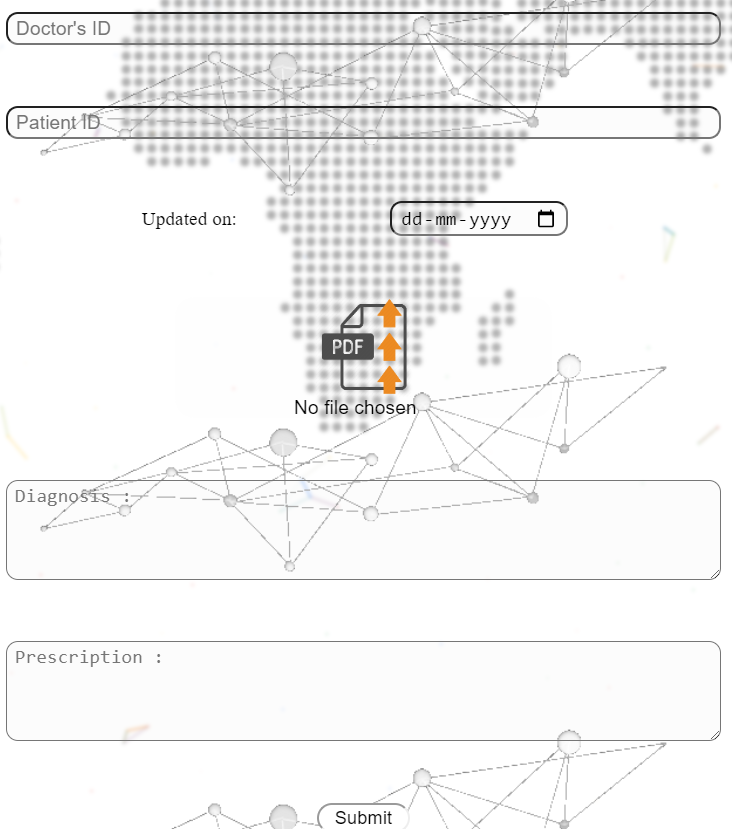 Doctor's ID
Patient ID
Updated on: dd-mm-yyyy
PDF
No file chosen
Diagnosis :
Prescription :
Submit